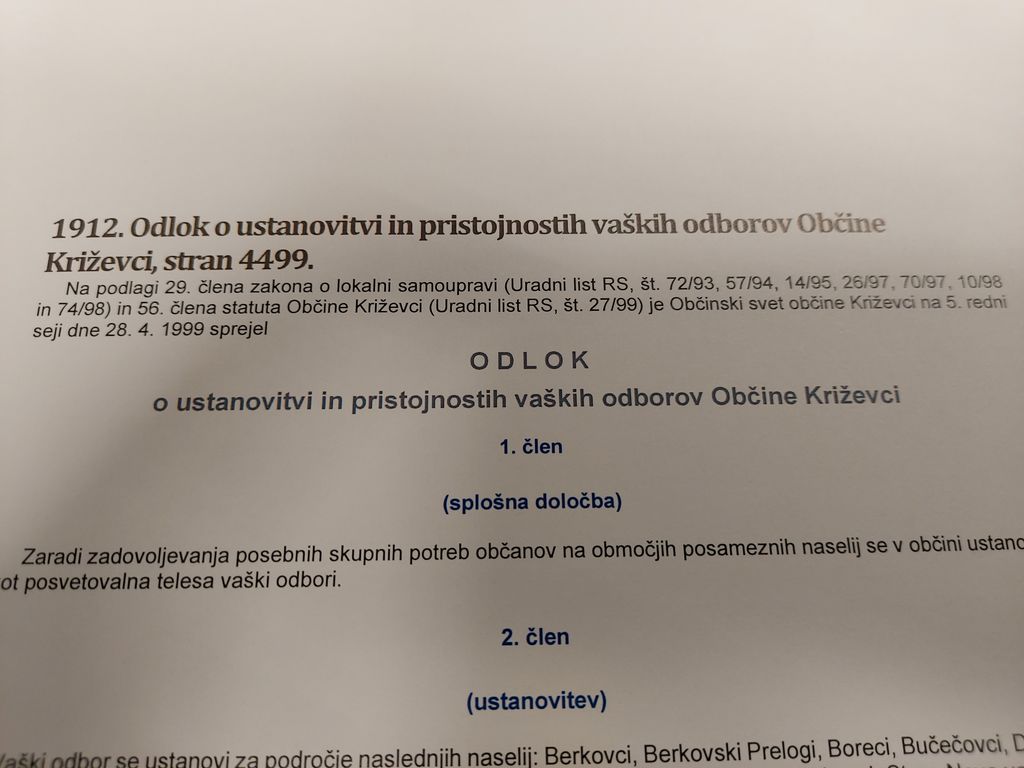 1912. Odlok o ustanovitvi in pristojnostih vaških odborov Občine
Križevci, stran 4499.
Na podlagi 29. člena zakona o lokalni samoupravi (Uradni list RS, št. 72/93, 57/94, 14/95, 26/97, 70/97, 10/98
in 74/98) in 56. člena statuta Občine Križevci (Uradni list RS, št. 27/99) je Občinski svet občine Križevci na 5. redni
seji dne 28. 4. 1999 sprejel
O D L O K
o ustanovitvi in pristojnostih vaških odborov Občine Križevci
1. člen
(splošna določba)
Zaradi zadovoljevanja posebnih skupnih potreb občanov na območjih posameznih naselij se v občini
posvetovalna telesa vaški odbori.
2. člen
(ustanovitev)
odbor se ustanovi za področje naslednjih naselij: Berkovci, Berkovski Prelogi, Boreci, Bučečovci,